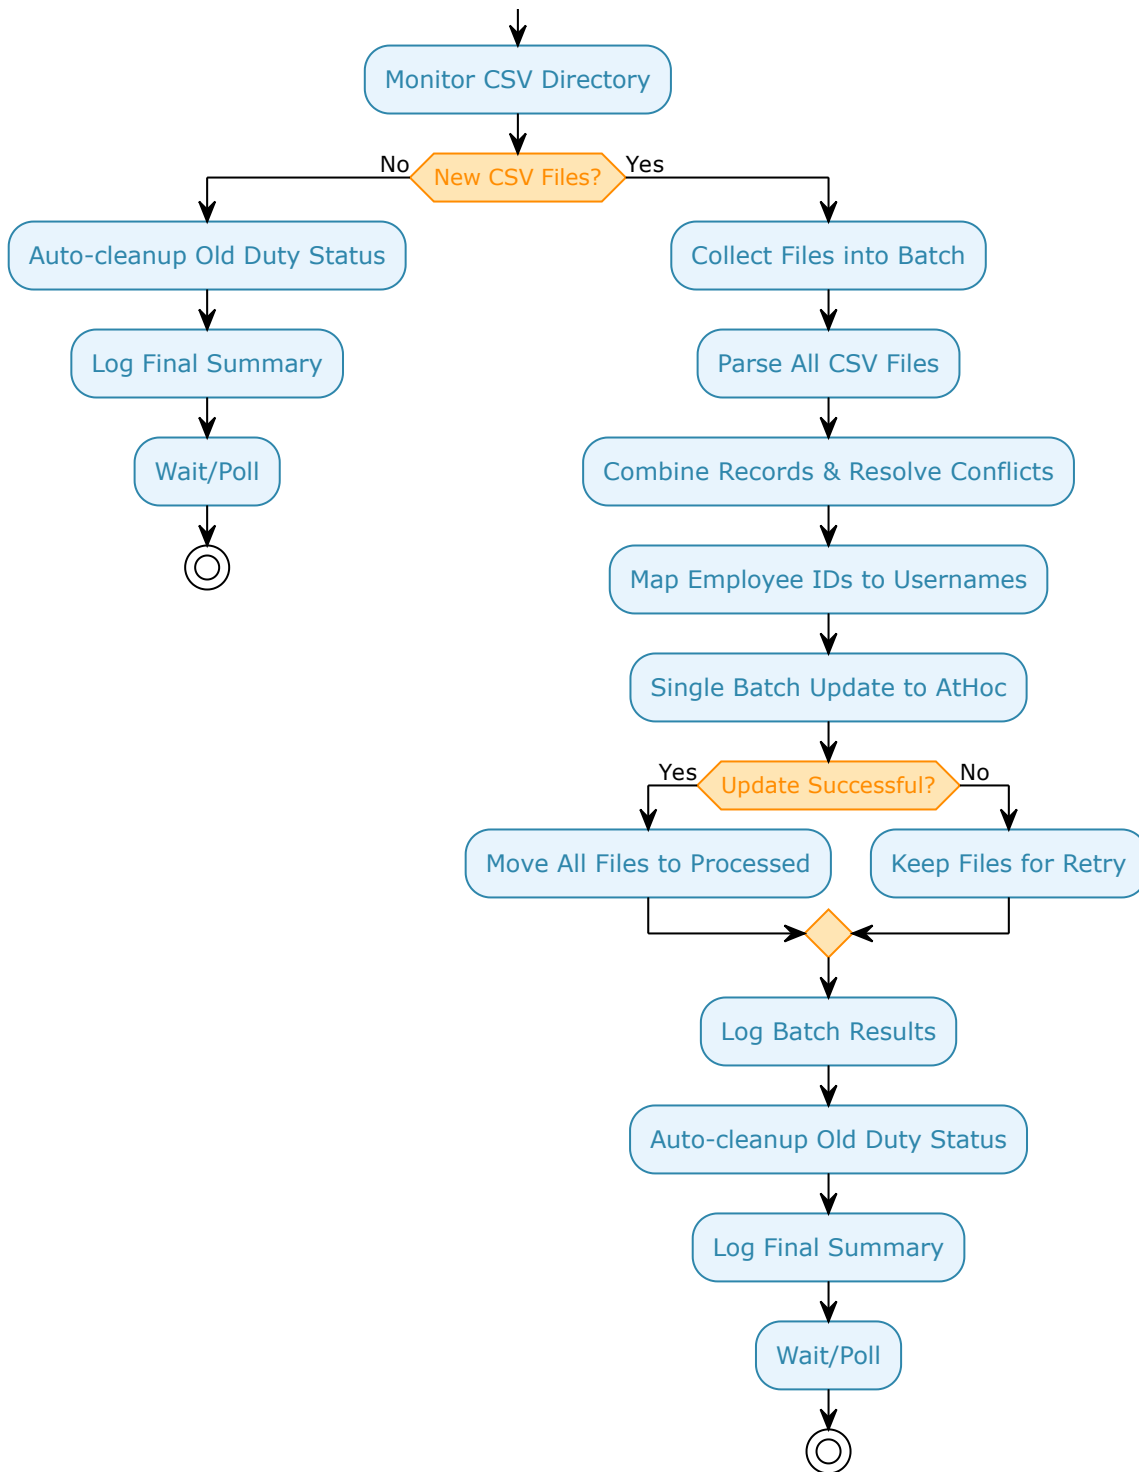 Monitor CSV Directory
No
New CSV Files?
Yes
Auto-cleanup Old Duty Status
Log Final Summary
Wait/Poll
Collect Files into Batch
Parse All CSV Files
Combine Records & Resolve Conflicts
Map Employee IDs to Usernames
Single Batch Update to AtHoc
Yes
Update Successful?
No
Move All Files to Processed
Keep Files for Retry
Log Batch Results
Auto-cleanup Old Duty Status
Log Final Summary
Wait/Poll